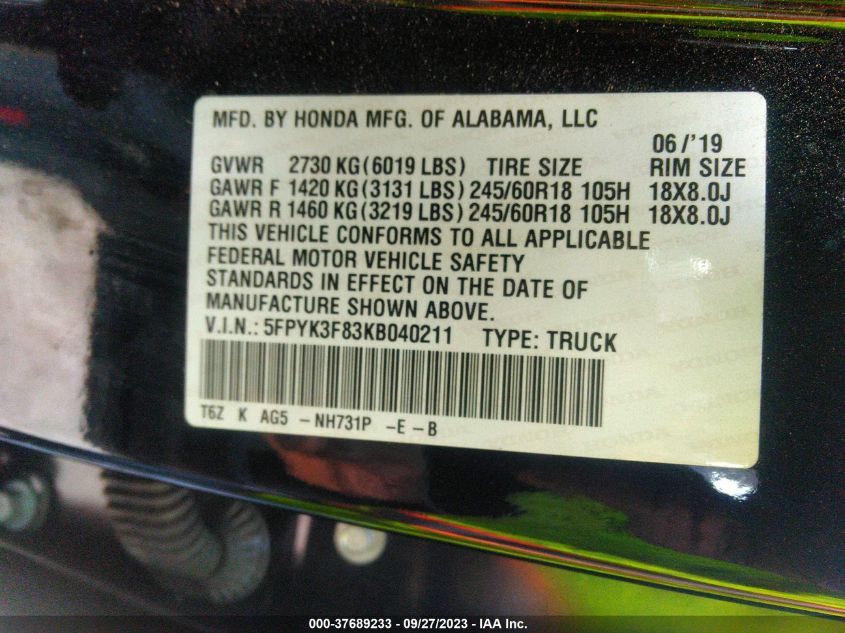 MFD. BY HONDA MFG. OF ALABAMA, LLC
06/'19
GVWR 2730 KG(6019 LBS) TIRE SIZE RIM SIZE
GAWR F 1420 KG(3131 LBS) 245/60R18 105H 18X8.0J
GAWR R 1460 KG(3219 LBS) 245/60R18 105H 18X8.0J
THIS VEHICLE CONFORMS TO ALL APPLICABLE
FEDERAL MOTOR VEHICLE SAFETY
STANDARDS IN EFFECT ON THE DATE OF
MANUFACTURE SHOWN ABOVE.
V.I.N.: 5FPYK3F83KB040211 TYPE: TRUCK
T6Z K AG5 -NH731P -E-B
000-37689233 - 09/27/2023 - IAA Inc.